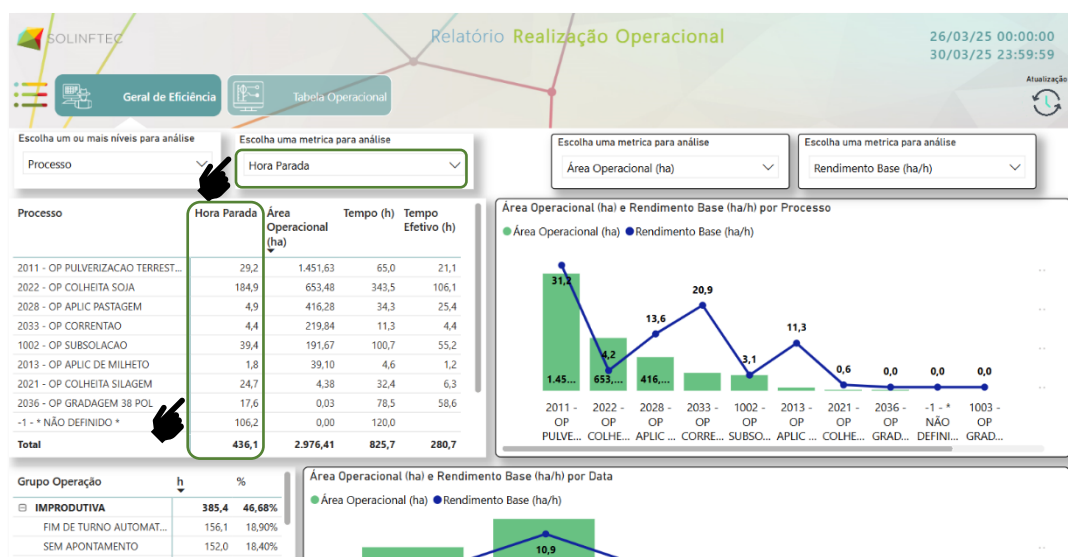 SOLINFTEC
Relatório Realização Operacional
26/03/25 00:00:00
30/03/25 23:59:59
Atualização
Geral de Eficiência
Tabela Operacional
Escolha um ou mais níveis para análise
Processo
Escolha uma metrica para análise
Hora Parada
Escolha uma metrica para análise
Área Operacional (ha)
Escolha uma metrica para análise
Rendimento Base (ha/h)
Processo Hora Parada Área Operacional (ha) Tempo (h) Tempo Efetivo (h)
2011 - OP PULVERIZACAO TERREST... 29,2 1.451,63 65,0 21,1
2022 - OP COLHEITA SOJA 184,9 653,48 343,5 106,1
2028 - OP APLIC PASTAGEM 4,9 416,28 34,3 25,4
2033 - OP CORRENTAO 4,4 219,84 11,3 4,4
1002 - OP SUBSOLACAO 39,4 191,67 100,7 55,2
2013 - OP APLIC DE MILHETO 1,8 39,10 4,6 1,2
2021 - OP COLHEITA SILAGEM 24,7 4,38 32,4 6,3
2036 - OP GRADAGEM 38 POL 17,6 0,03 78,5 58,6
-1 - * NÃO DEFINIDO * 106,2 0,00 120,0
Total 436,1 2.976,41 825,7 280,7
Área Operacional (ha) e Rendimento Base (ha/h) por Processo
Área Operacional (ha) Rendimento Base (ha/h)
31,2 4,2 13,6 20,9 3,1 11,3 0,6 0,0 0,0 0,0
1.45... 653,... 416,...
2011 - 2022 - 2028 - 2033 - 1002 - 2013 - 2021 - 2036 - -1 - * 1003 -
OP OP OP OP OP OP OP OP NÃO OP
PULVE... COLHE... APLIC ... CORRE... SUBSO... APLIC ... COLHE... GRAD... DEFINI... GRAD...
Grupo Operação h %
IMPRODUTIVA 385,4 46,68%
FIM DE TURNO AUTOMAT... 156,1 18,90%
SEM APONTAMENTO 152,0 18,40%
Área Operacional (ha) e Rendimento Base (ha/h) por Data
Área Operacional (ha) Rendimento Base (ha/h)
10,9